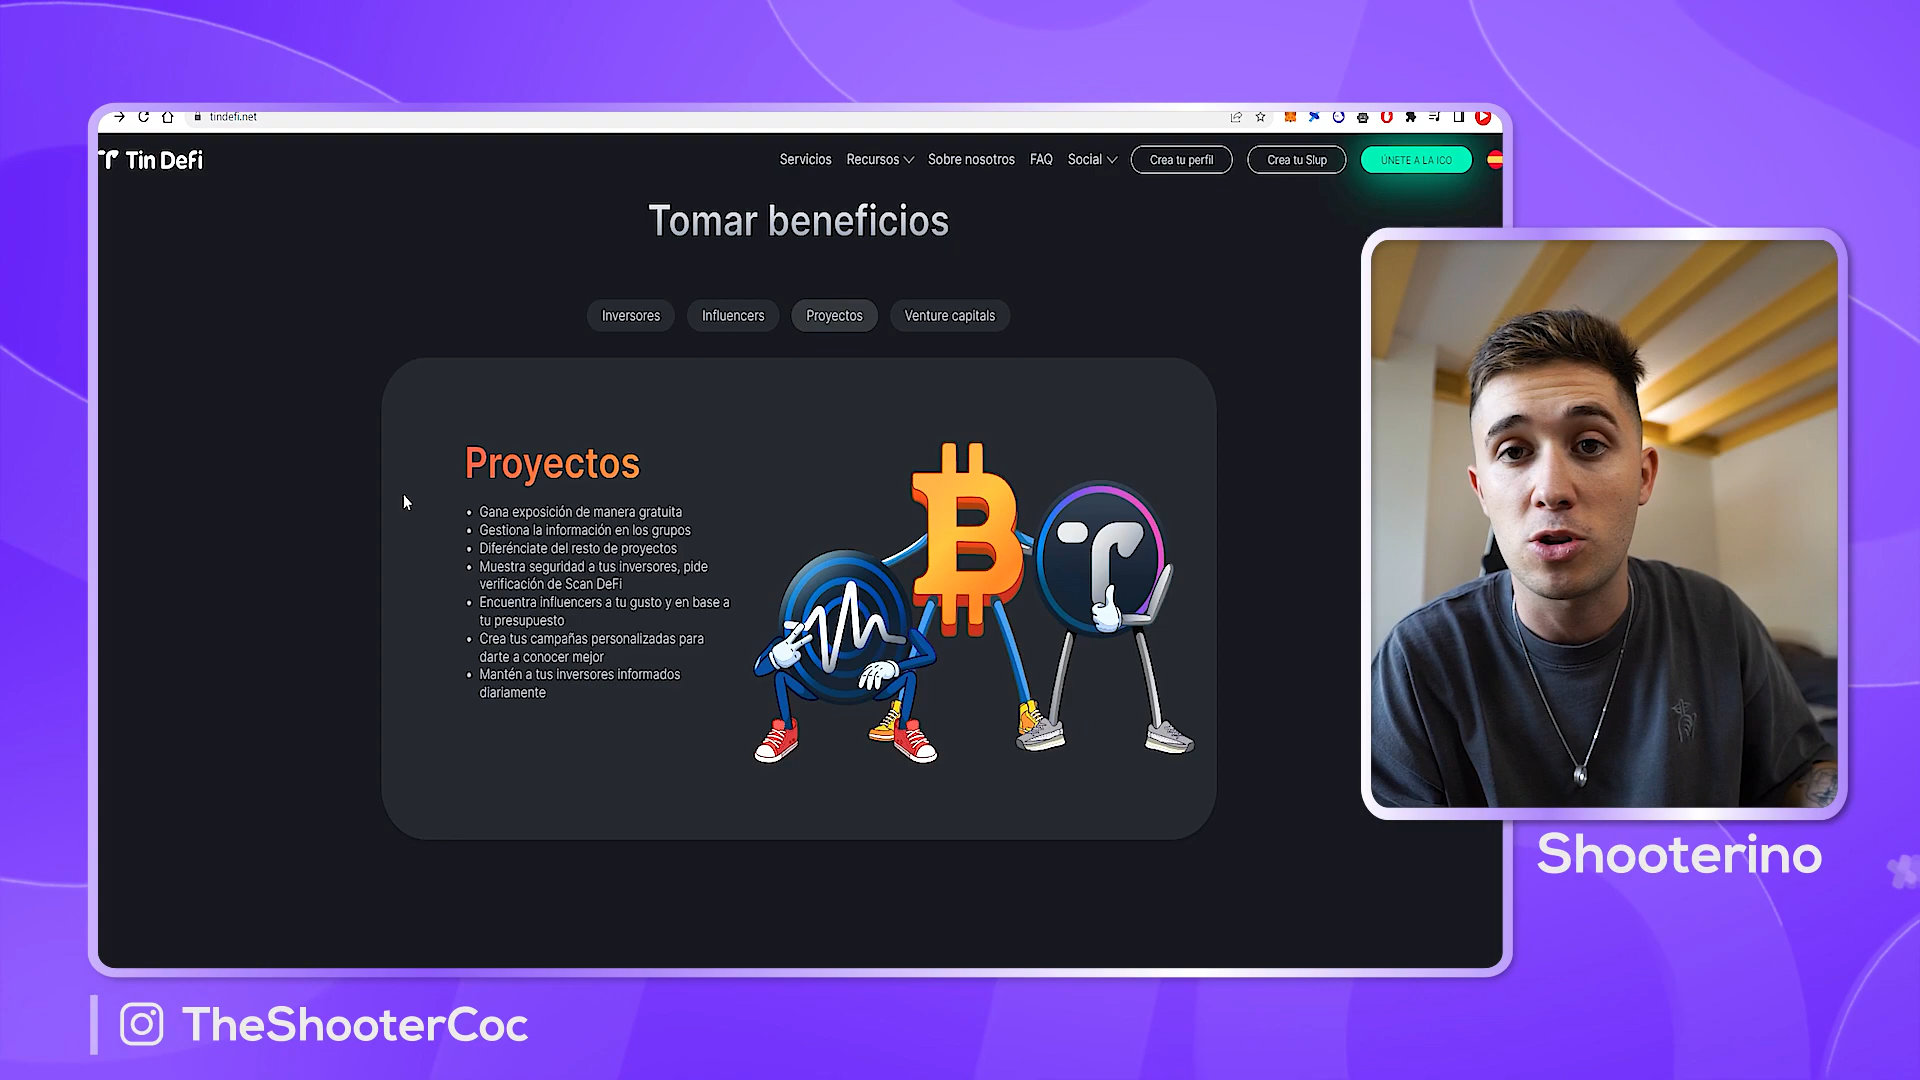 tindefi.net
Tin DeFi
Servicios Recursos Sobre nosotros FAQ Social Crea tu perfil Crea tu Slup ÚNETE A LA ICO
Tomar beneficios
Inversores Influencers Proyectos Venture capitals
Proyectos
Gana exposición de manera gratuita
Gestiona la información en los grupos
Diferénciate del resto de proyectos
Muestra seguridad a tus inversores, pide
verificación de Scan DeFi
Encuentra influencers a tu gusto y en base a
tu presupuesto
Crea tus campañas personalizadas para
darte a conocer mejor
Mantén a tus inversores informados
diariamente
Shooterino
TheShooterCoc